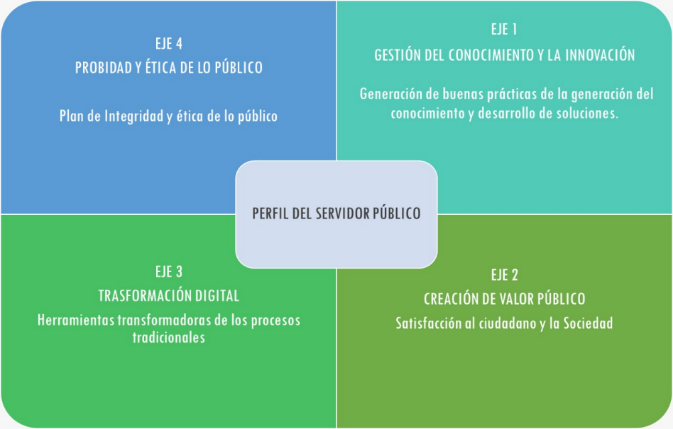 EJE 4
PROBIDAD Y ÉTICA DE LO PÚBLICO
Plan de Integridad y ética de lo público
EJE 1
GESTIÓN DEL CONOCIMIENTO Y LA INNOVACIÓN
Generación de buenas prácticas de la generación del
conocimiento y desarrollo de soluciones.
PERFIL DEL SERVIDOR PÚBLICO
EJE 3
TRASFORMACIÓN DIGITAL
Herramientas transformadoras de los procesos
tradicionales
EJE 2
CREACIÓN DE VALOR PÚBLICO
Satisfacción al ciudadano y la Sociedad